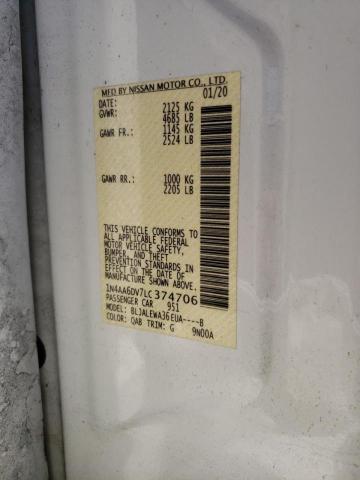 MFD BY NISSAN MOTOR CO., LTD.
DATE: 01/20
GVWR: 2125 KG
4685 LB
GAWR FR.: 1145 KG
2524 LB
GAWR RR.: 1000 KG
2205 LB
THIS VEHICLE CONFORMS TO
ALL APPLICABLE FEDERAL
MOTOR VEHICLE SAFETY,
BUMPER, AND THEFT
PREVENTION STANDARDS
IN EFFECT ON THE DATE OF
MANUFACTURE SHOWN ABOVE.
1N4AA6DV7LC374706
PASSENGER CAR 951
MODEL: BLJALEWA36EUA----B
COLOR: QAB TRIM: G 9N00A